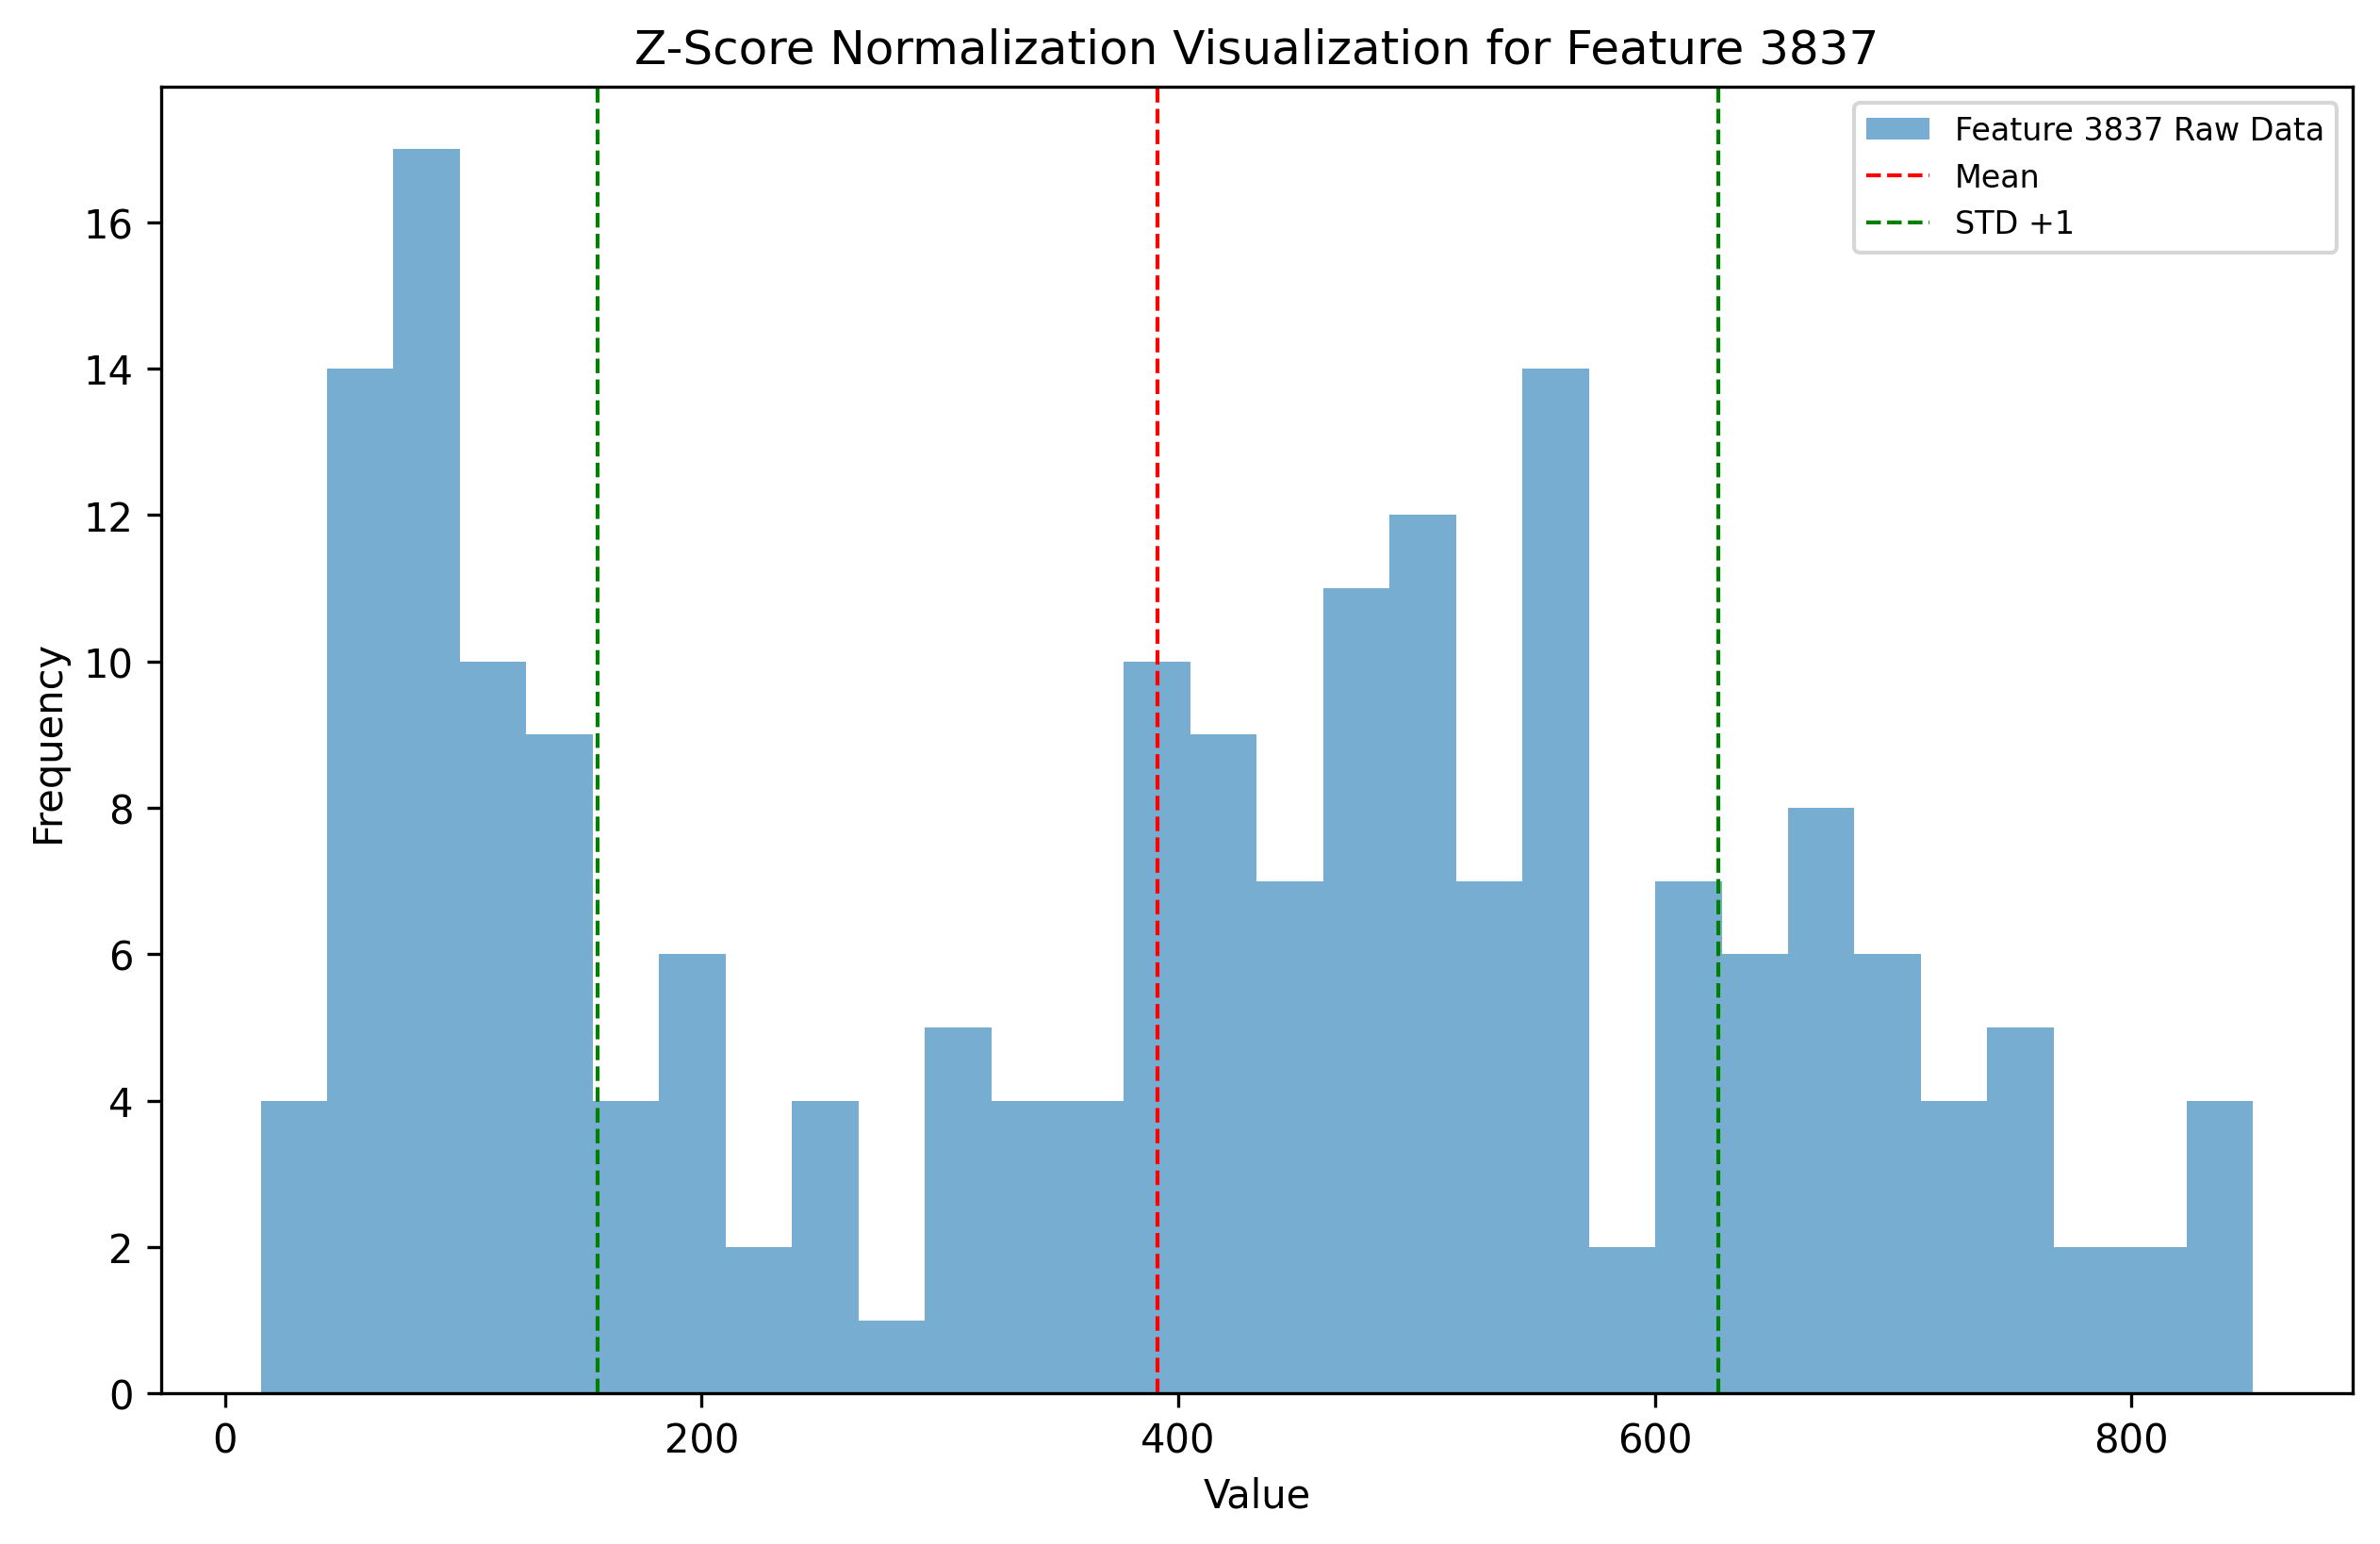 Z-Score Normalization Visualization for Feature 3837
Feature 3837 Raw Data
Mean
STD +1
Frequency
16
14
12
10
8
6
4
2
0
0 200 400 600 800
Value